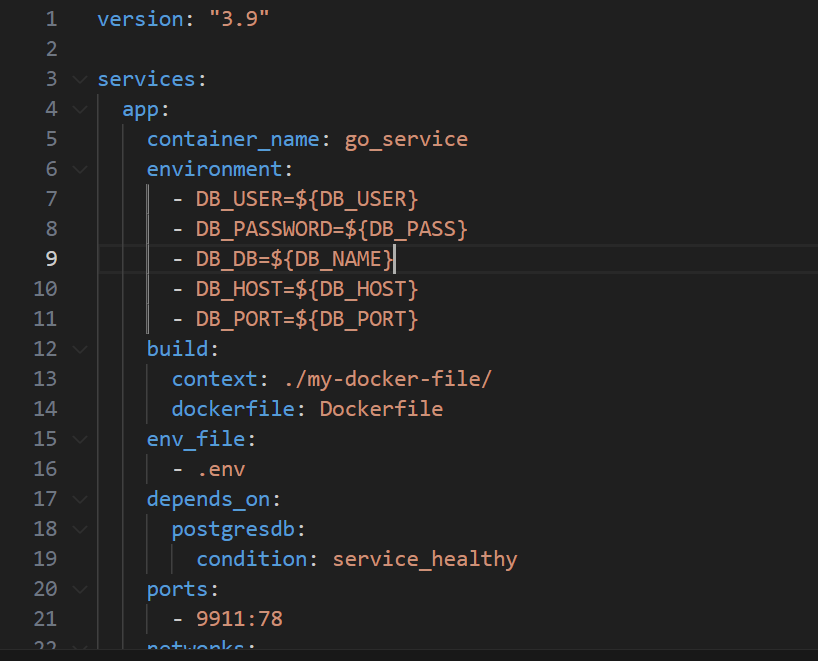 1 version: "3.9"
2
3 services:
4 app:
5 container_name: go_service
6 environment:
7 - DB_USER=${DB_USER}
8 - DB_PASSWORD=${DB_PASS}
9 - DB_DB=${DB_NAME}
10 - DB_HOST=${DB_HOST}
11 - DB_PORT=${DB_PORT}
12 build:
13 context: ./my-docker-file/
14 dockerfile: Dockerfile
15 env_file:
16 - .env
17 depends_on:
18 postgresdb:
19 condition: service_healthy
20 ports:
21 - 9911:78
22 networks: